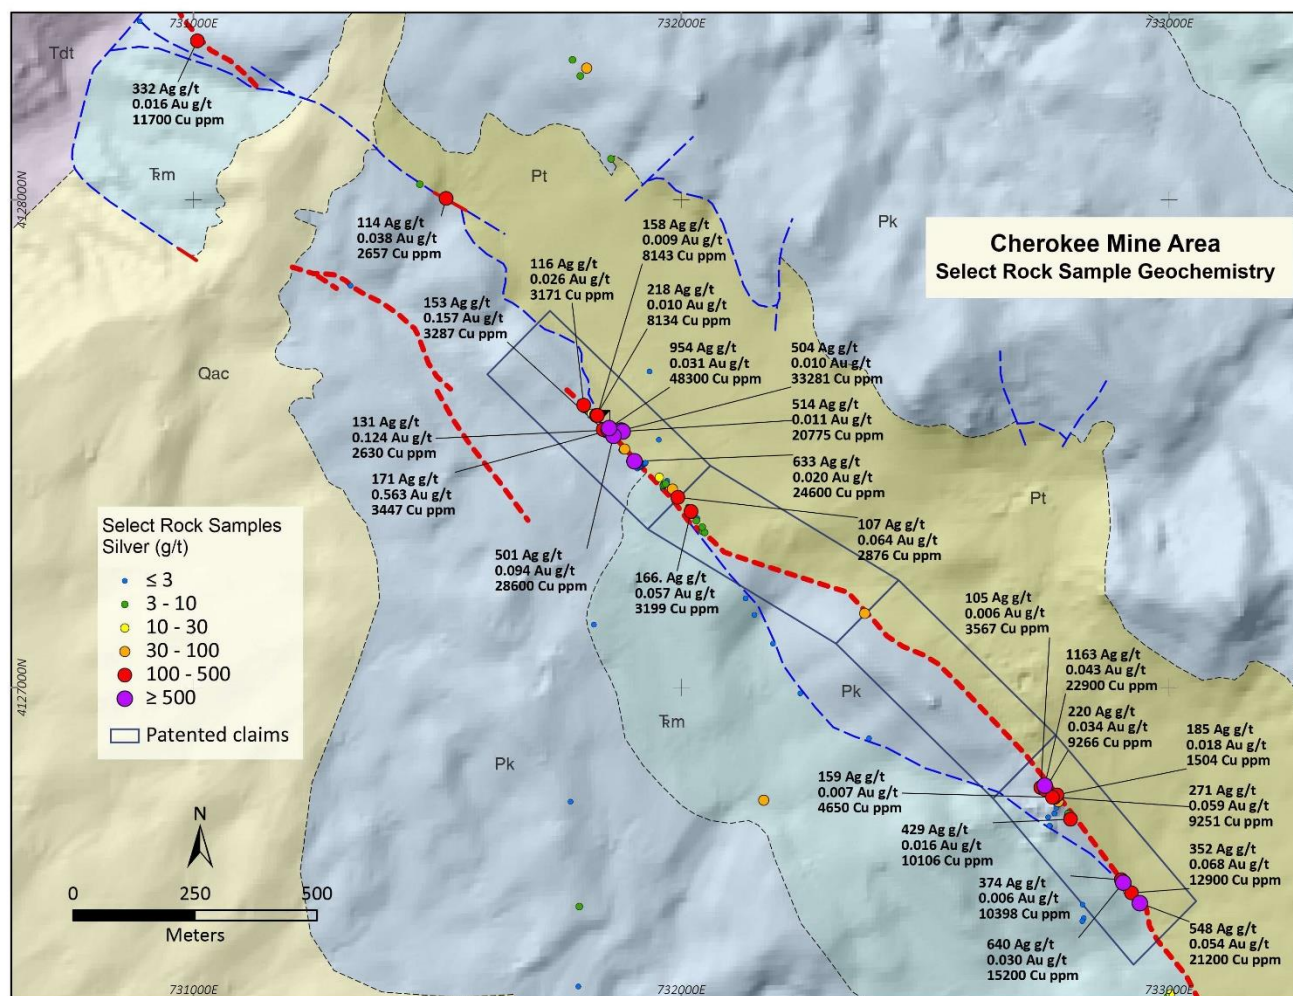 731000E
732000E
733000E
Tdt
332 Ag g/t
0.016 Au g/t
11700 Cu ppm
Ꞧm
Pt
4128000N
114 Ag g/t
0.038 Au g/t
2657 Cu ppm
158 Ag g/t
0.009 Au g/t
8143 Cu ppm
Pk
Cherokee Mine Area
Select Rock Sample Geochemistry
116 Ag g/t
0.026 Au g/t
3171 Cu ppm
218 Ag g/t
0.010 Au g/t
8134 Cu ppm
153 Ag g/t
0.157 Au g/t
3287 Cu ppm
954 Ag g/t
0.031 Au g/t
48300 Cu ppm
504 Ag g/t
0.010 Au g/t
33281 Cu ppm
Qac
514 Ag g/t
0.011 Au g/t
20775 Cu ppm
131 Ag g/t
0.124 Au g/t
2630 Cu ppm
633 Ag g/t
0.020 Au g/t
24600 Cu ppm
171 Ag g/t
0.563 Au g/t
3447 Cu ppm
Pt
107 Ag g/t
0.064 Au g/t
2876 Cu ppm
501 Ag g/t
0.094 Au g/t
28600 Cu ppm
166. Ag g/t
0.057 Au g/t
3199 Cu ppm
Select Rock Samples
Silver (g/t)
≤ 3
3 - 10
10 - 30
30 - 100
100 - 500
≥ 500
Patented claims
105 Ag g/t
0.006 Au g/t
3567 Cu ppm
1163 Ag g/t
0.043 Au g/t
22900 Cu ppm
4127000N
Pk
Ꞧm
220 Ag g/t
0.034 Au g/t
9266 Cu ppm
185 Ag g/t
0.018 Au g/t
1504 Cu ppm
Pk
159 Ag g/t
0.007 Au g/t
4650 Cu ppm
271 Ag g/t
0.059 Au g/t
9251 Cu ppm
429 Ag g/t
0.016 Au g/t
10106 Cu ppm
352 Ag g/t
0.068 Au g/t
12900 Cu ppm
374 Ag g/t
0.006 Au g/t
10398 Cu ppm
548 Ag g/t
0.054 Au g/t
21200 Cu ppm
640 Ag g/t
0.030 Au g/t
15200 Cu ppm
N
0 250 500
Meters
731000E
732000E
733000E